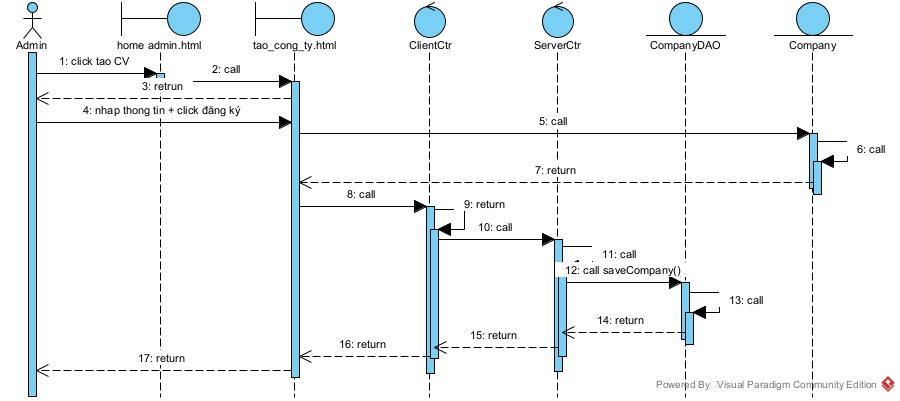 Admin
home admin.html
tao_cong_ty.html
ClientCtr
ServerCtr
CompanyDAO
Company
1: click tao CV
2: call
3: retrun
4: nhap thong tin + click đăng ký
5: call
6: call
7: return
8: call
9: return
10: call
11: call
12: call saveCompany()
13: call
14: return
15: return
16: return
17: return
Powered By Visual Paradigm Community Edition